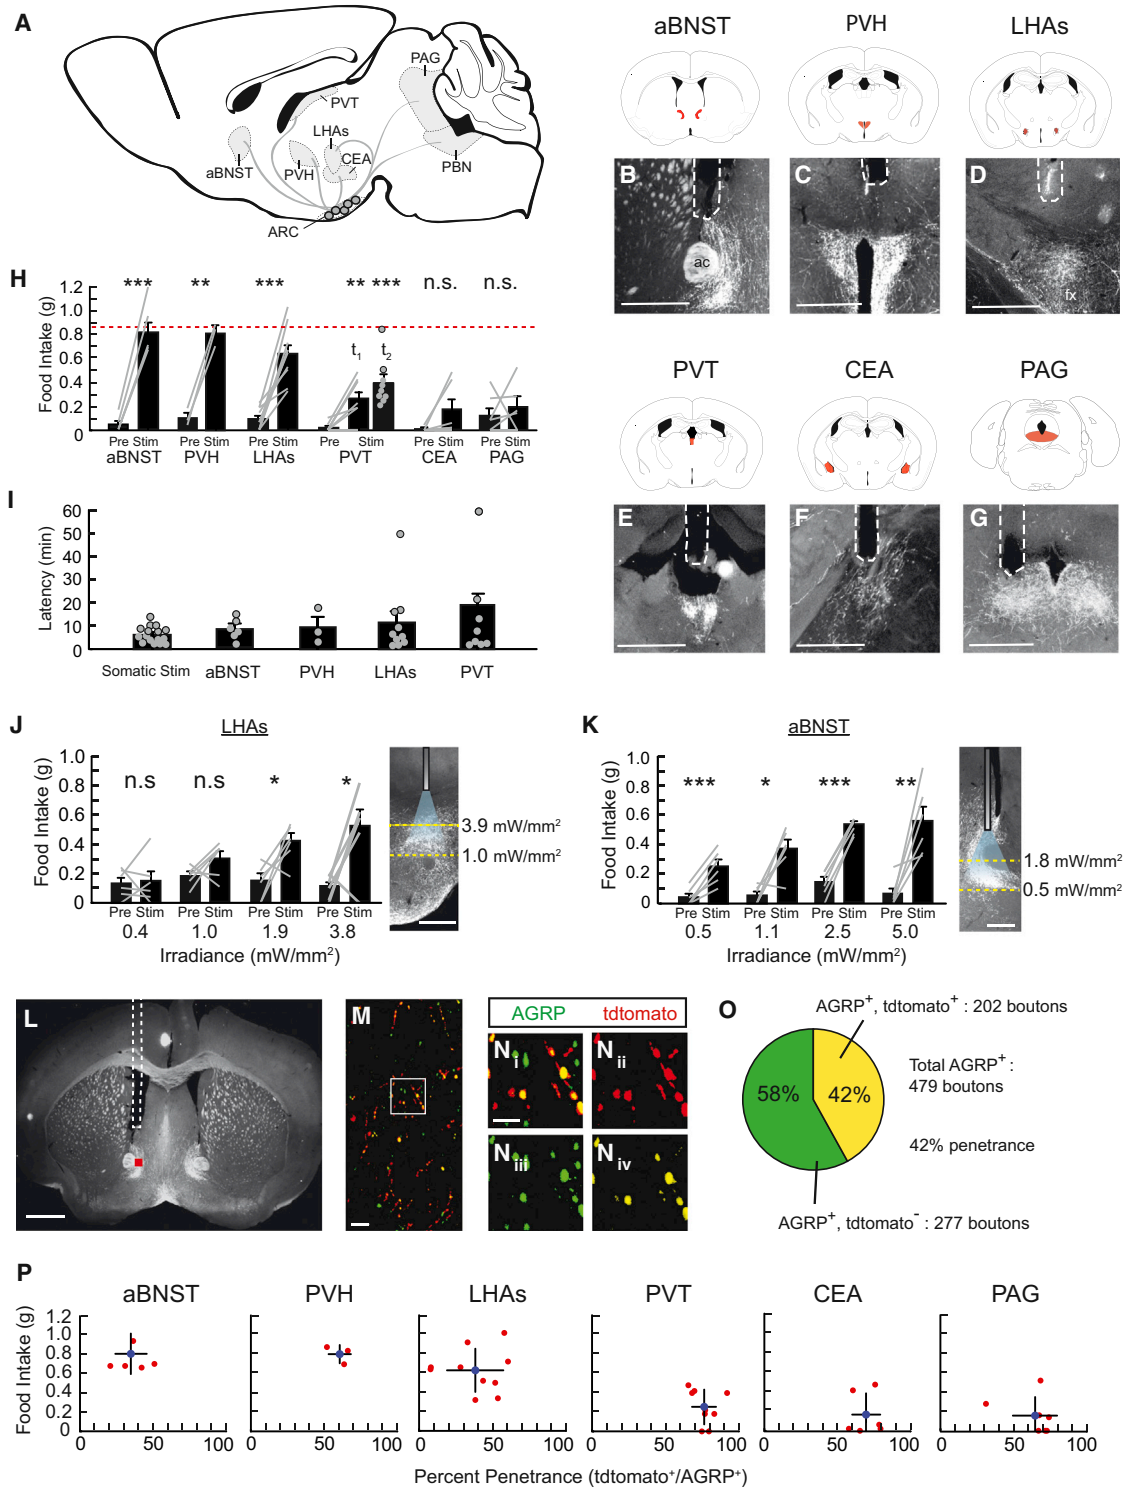 A
PAG
PVT
LHAs
CEA
aBNST
PVH
PBN
ARC
aBNST
PVH
LHAs
B
ac
C
D
fx
PVT
CEA
PAG
E
F
G
H
Food Intake (g)
1.2
1.0
0.8
0.6
0.4
0.2
0
***
**
***
** ***
n.s.
n.s.
t1
t2
Pre Stim
Pre Stim
Pre Stim
Pre Stim
Pre Stim
Pre Stim
aBNST
PVH
LHAs
PVT
CEA
PAG
I
Latency (min)
60
50
40
30
20
10
0
Somatic Stim
aBNST
PVH
LHAs
PVT
J
LHAs
Food Intake (g)
1.0
0.8
0.6
0.4
0.2
0
n.s
n.s
*
*
Pre Stim
Pre Stim
Pre Stim
Pre Stim
0.4
1.0
1.9
3.8
Irradiance (mW/mm²)
3.9 mW/mm²
1.0 mW/mm²
K
aBNST
Food Intake (g)
1.0
0.8
0.6
0.4
0.2
0
***
*
***
**
Pre Stim
Pre Stim
Pre Stim
Pre Stim
0.5
1.1
2.5
5.0
Irradiance (mW/mm²)
1.8 mW/mm²
0.5 mW/mm²
L
M
AGRP
tdtomato
N i
N ii
N iii
N iv
O
AGRP⁺, tdtomato⁺ : 202 boutons
58%
42%
Total AGRP⁺ :
479 boutons
42% penetrance
AGRP⁺, tdtomato⁻ : 277 boutons
P
aBNST
PVH
LHAs
PVT
CEA
PAG
Food Intake (g)
1.2
1.0
0.8
0.6
0.4
0.2
0
0 50
0 50
0 50
0 50 100
0 50 100
0 50 100
Percent Penetrance (tdtomato⁺/AGRP⁺)